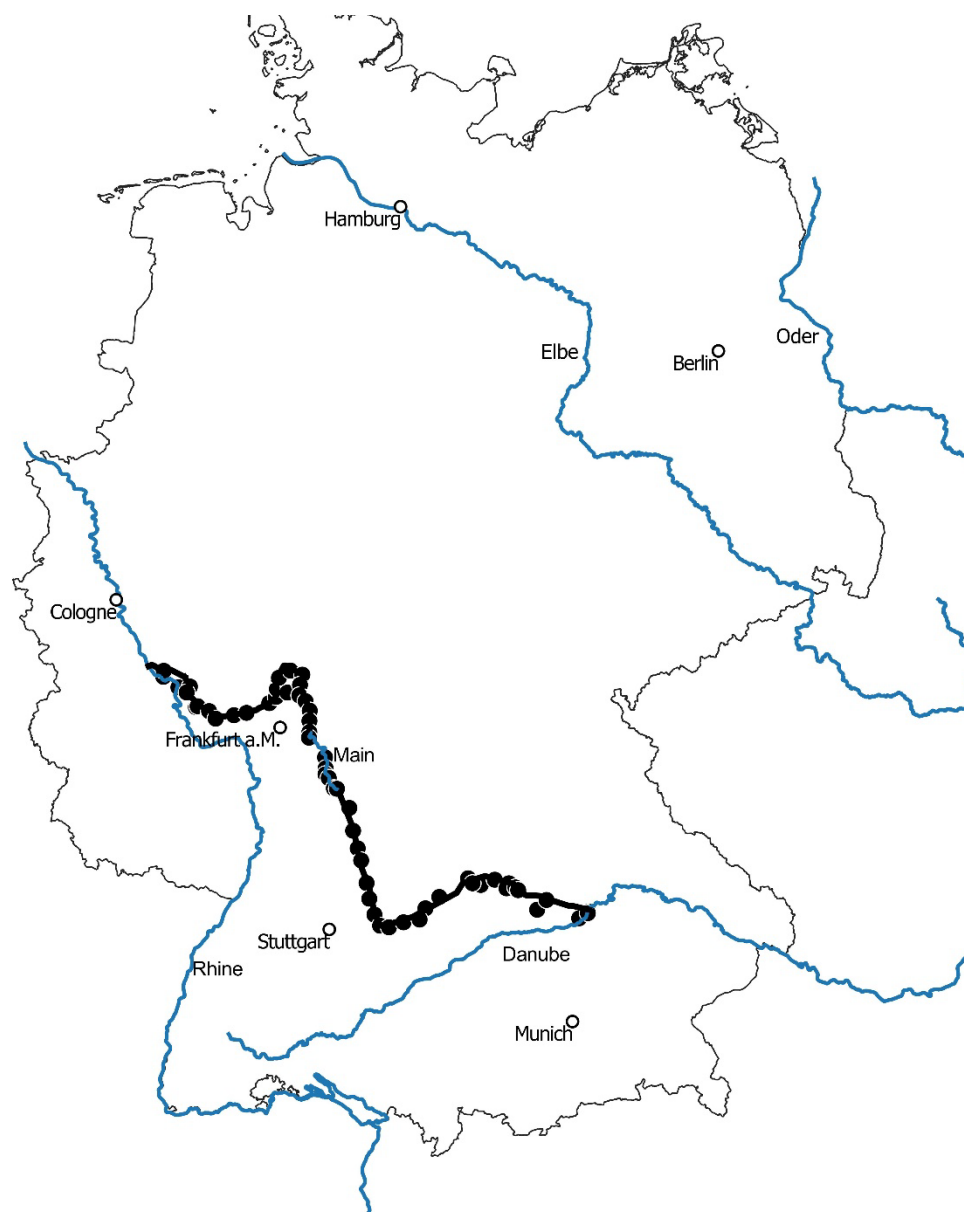 Hamburg
Elbe
Berlin
Oder
Cologne
Frankfurt a.M.
Main
Stuttgart
Rhine
Danube
Munich